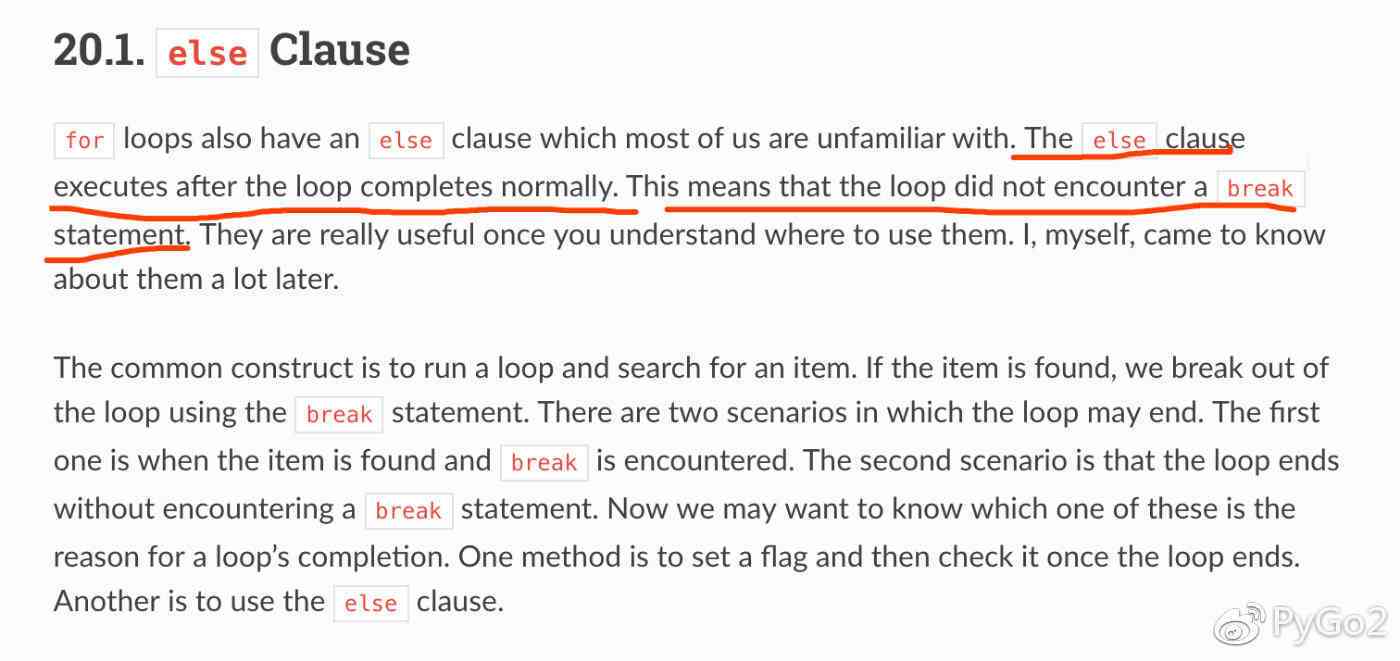 20.1. else Clause
for loops also have an else clause which most of us are unfamiliar with. The else clause
executes after the loop completes normally. This means that the loop did not encounter a break
statement. They are really useful once you understand where to use them. I, myself, came to know
about them a lot later.
The common construct is to run a loop and search for an item. If the item is found, we break out of
the loop using the break statement. There are two scenarios in which the loop may end. The first
one is when the item is found and break is encountered. The second scenario is that the loop ends
without encountering a break statement. Now we may want to know which one of these is the
reason for a loop’s completion. One method is to set a flag and then check it once the loop ends.
Another is to use the else clause.
PyGo2